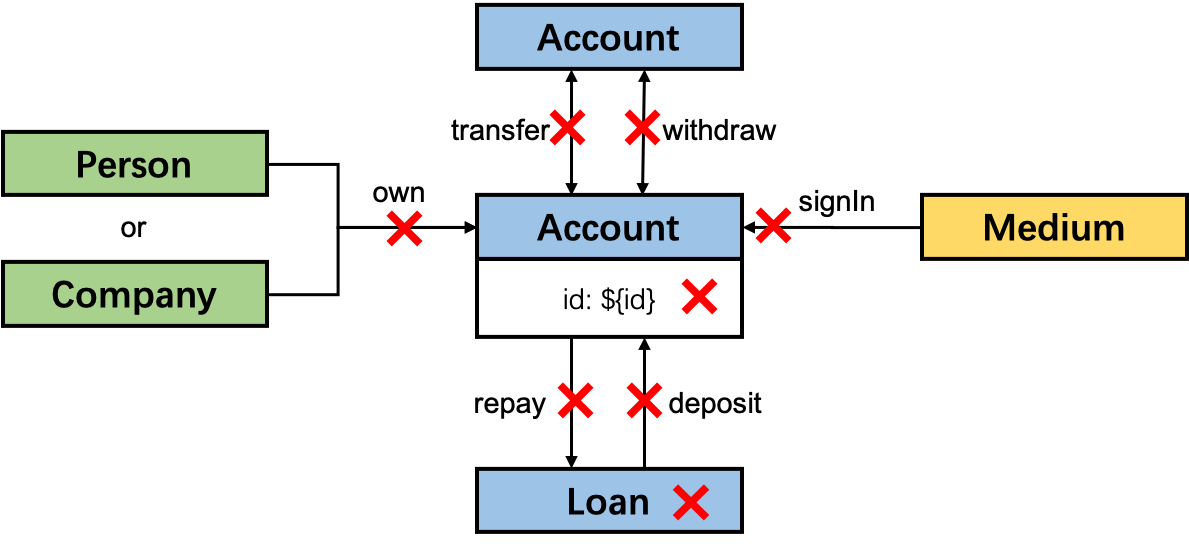 Account
transfer
withdraw
Person
own
signIn
or
Account
Medium
Company
id: ${id}
repay
deposit
Loan